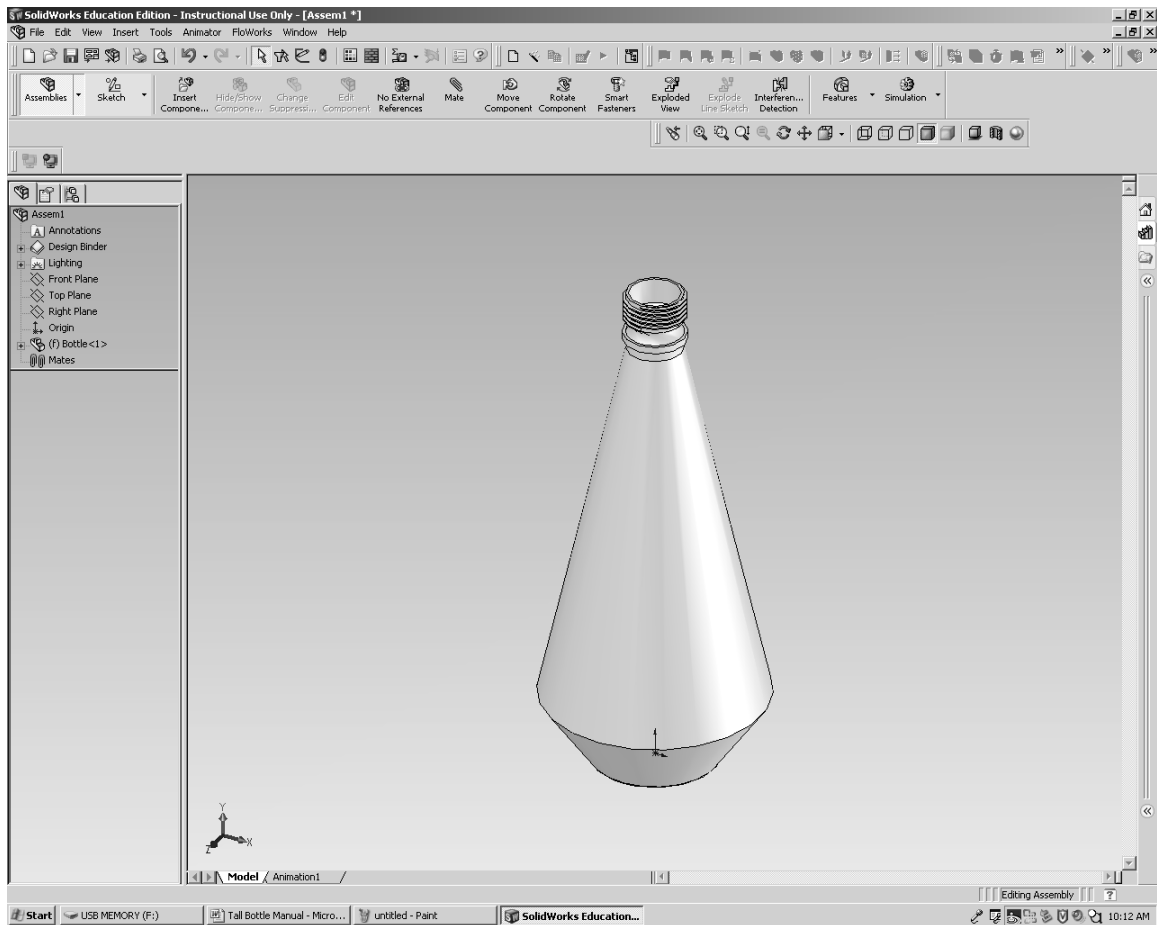 SolidWorks Education Edition - Instructional Use Only - [Assem1 *]
File Edit View Insert Tools Animator FloWorks Window Help
Assemblies Sketch Insert Compone... Hide/Show Compone... Change Suppressi... Edit Component No External References Mate Move Component Rotate Component Smart Fasteners Exploded View Explode Line Sketch Interferen... Detection Features Simulation
Assem1
A Annotations
Design Binder
Lighting
Front Plane
Top Plane
Right Plane
Origin
(f) Bottle<1>
Mates
Y
X
Z
Model Animation1
Editing Assembly ?
Start USB MEMORY (F:) Tall Bottle Manual - Micro... untitled - Paint SolidWorks Education... 10:12 AM